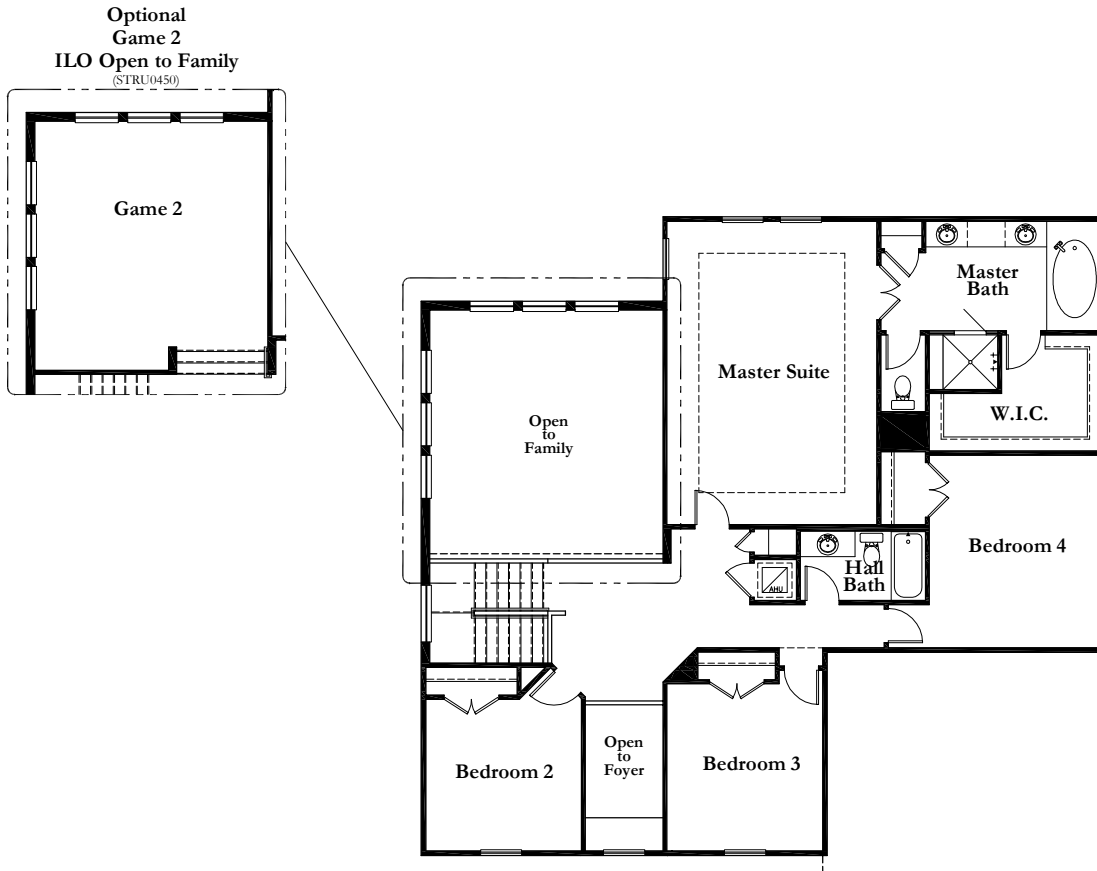 Optional
Game 2
ILO Open to Family
(STRU0450)
Game 2
Master
Bath
Master Suite
W.I.C.
Open
to
Family
Bedroom 4
Hall
Bath
AHU
Open
to
Foyer
Bedroom 2
Bedroom 3